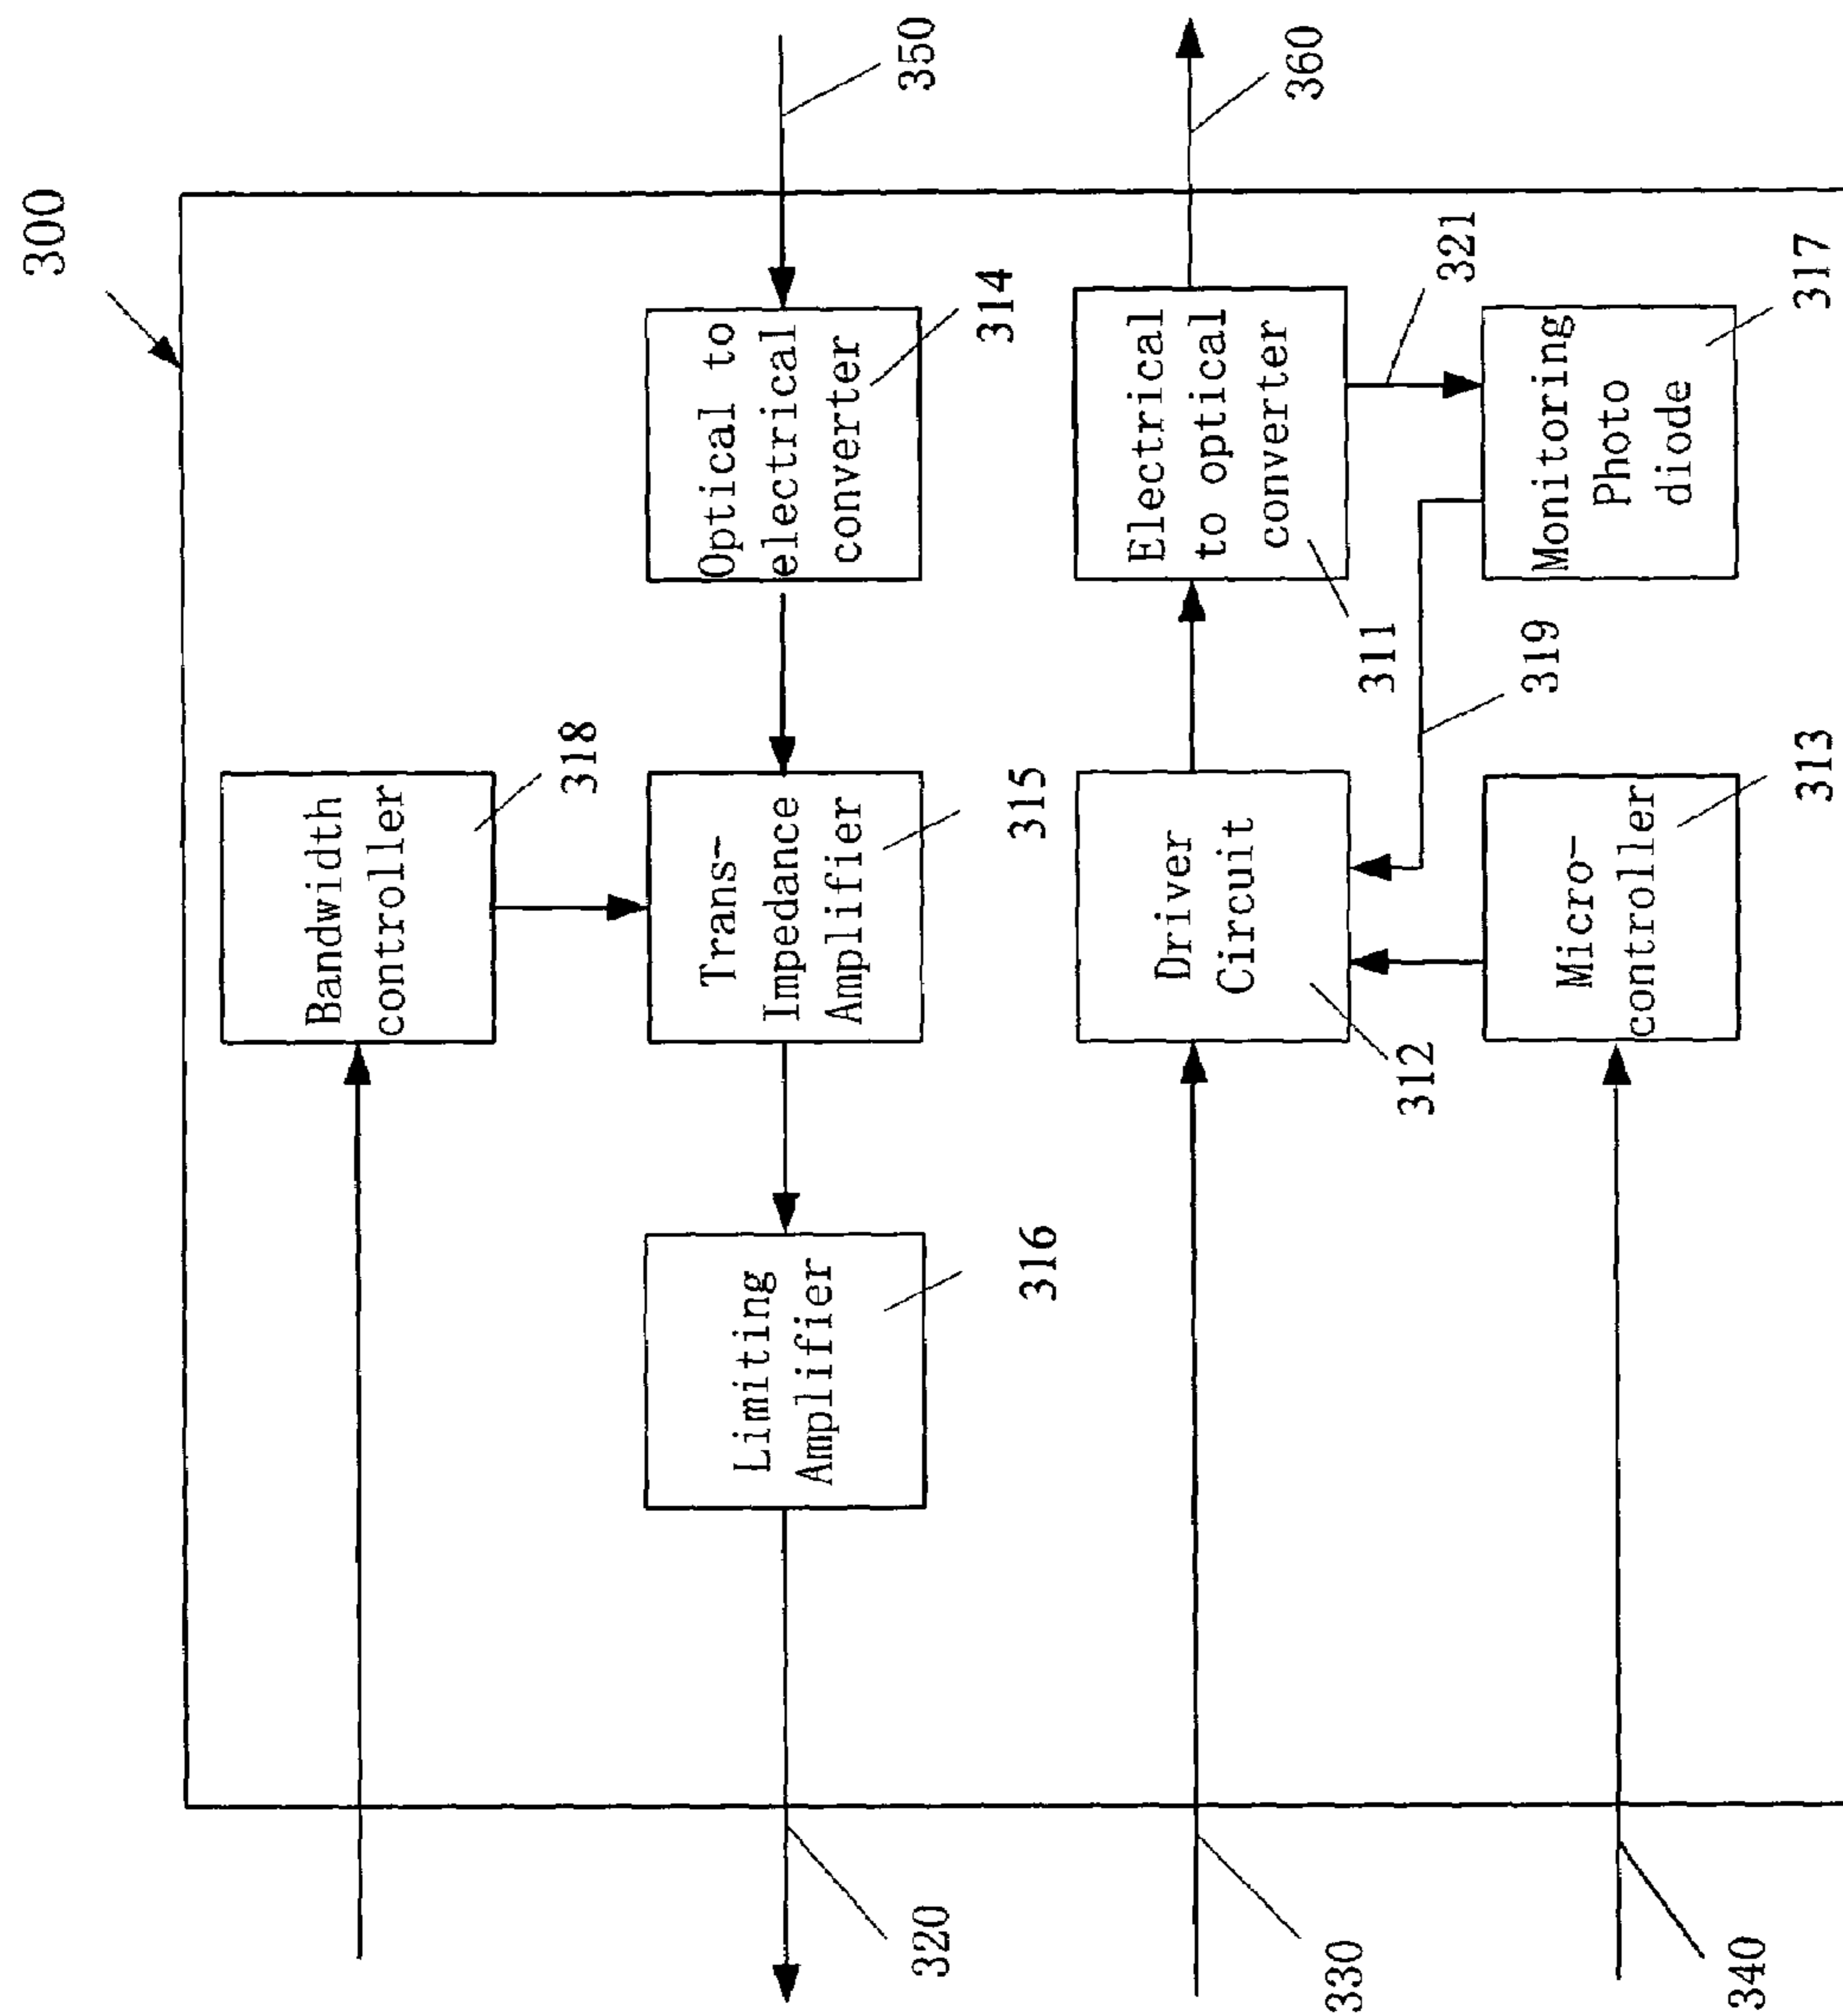 300
Bandwidth
controller
318
350
Optical to
electrical
converter
314
Trans-
Impedance
Amplifier
315
Limiting
Amplifier
316
320
360
Electrical
to optical
converter
311
321
Driver
Circuit
312
319
330
Monitoring
Photo
diode
317
Micro-
controller
313
340